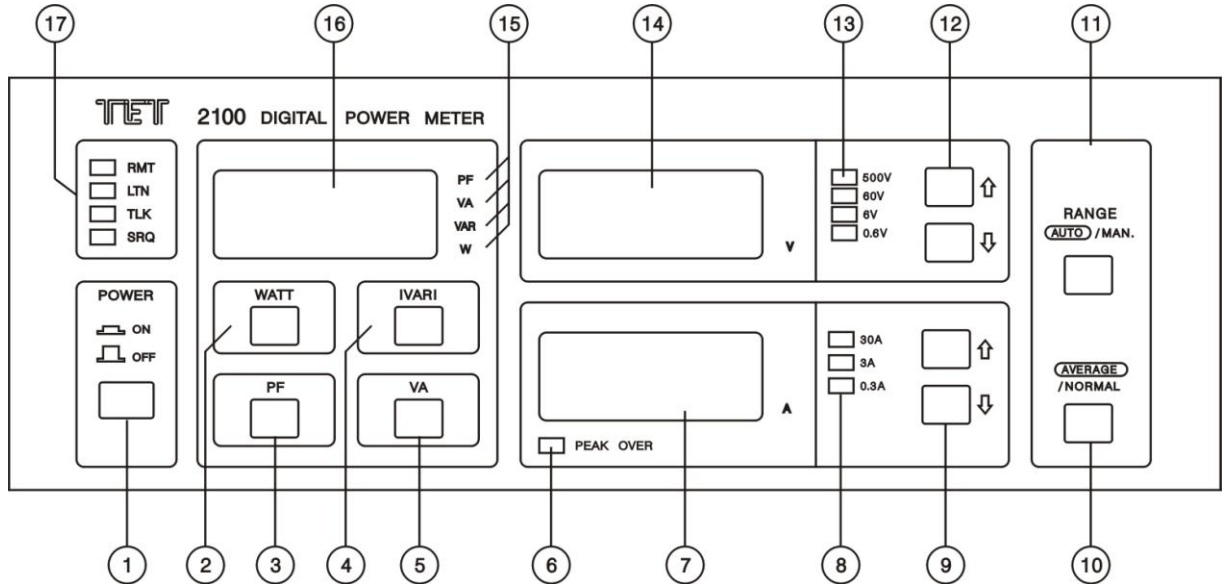 17 16 15 14 13 12 11
TET 2100 DIGITAL POWER METER
RMT
LTN
TLK
SRQ
POWER
ON
OFF
PF
VA
VAR
W
WATT
IVARI
PF
VA
V
500V
60V
6V
0.6V
A
PEAK OVER
30A
3A
0.3A
RANGE
AUTO /MAN.
AVERAGE
/NORMAL
1 2 3 4 5 6 7 8 9 10